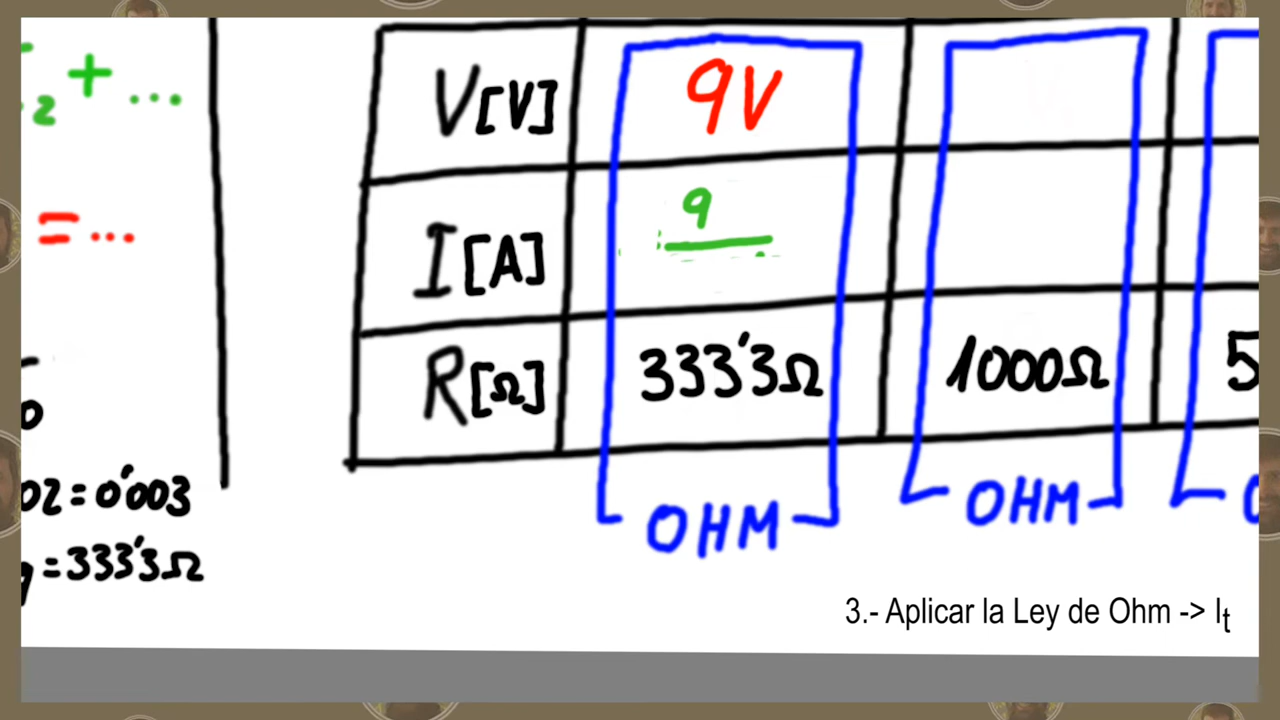 2 + ...
= ...
02 = 0'003
= 333'3Ω
V[V] 9V
I[A] 9
R[Ω] 333'3Ω 1000Ω 5
OHM OHM
3.- Aplicar la Ley de Ohm -> It